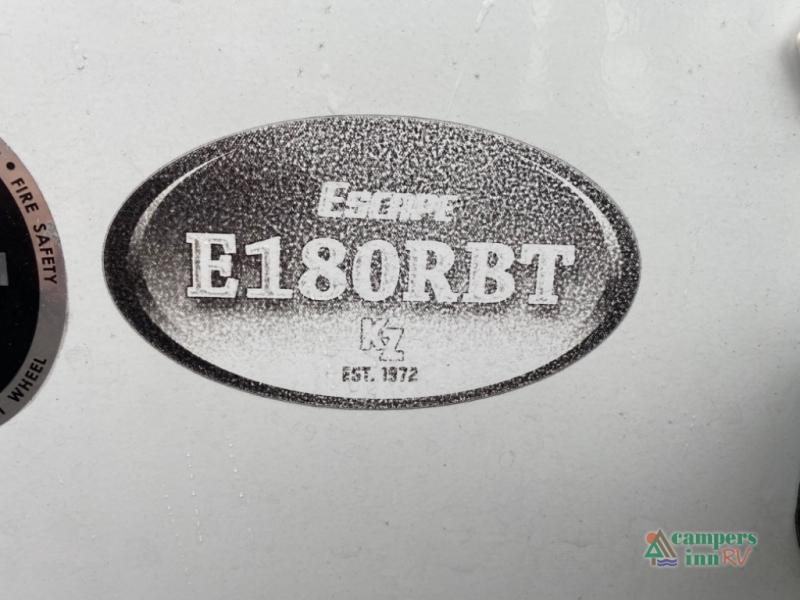 • FIRE SAFETY
WHEEL
ESCAPE
E180RBT
KZ
EST. 1972
campers
inn RV